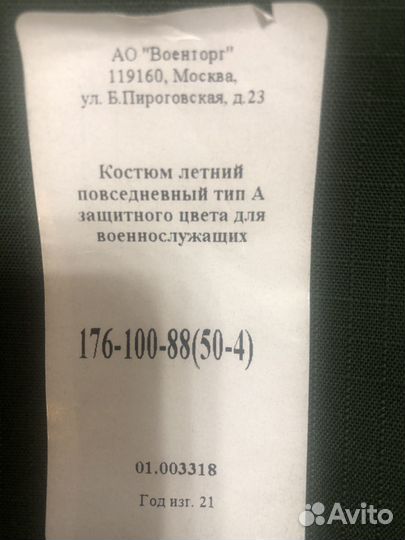 АО "Военторг"
119160, Москва,
ул. Б.Пироговская, д.23
Костюм летний
повседневный тип А
защитного цвета для
военнослужащих
176-100-88(50-4)
01.003318
Год изг. 21
Avito